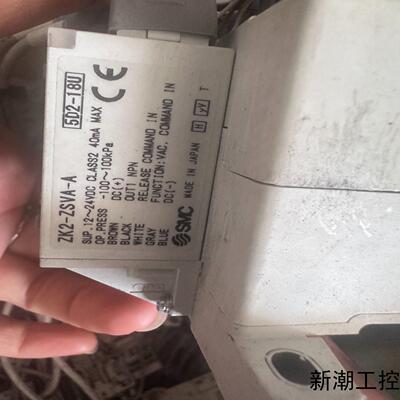 5D2-I8U
ZK2-ZSVA-A
SUP.12~24VDC CLASS2 40mA MAX
OP.PRESS -100~100kPa
BROWN DC(+)
BLACK OUT1 NPN
WHITE RELEASE COMMAND IN
GRAY FUNCTION:VAC. COMMAND IN
BLUE DC(-)
CE
SMC MADE IN JAPAN
H yV T
新潮工控